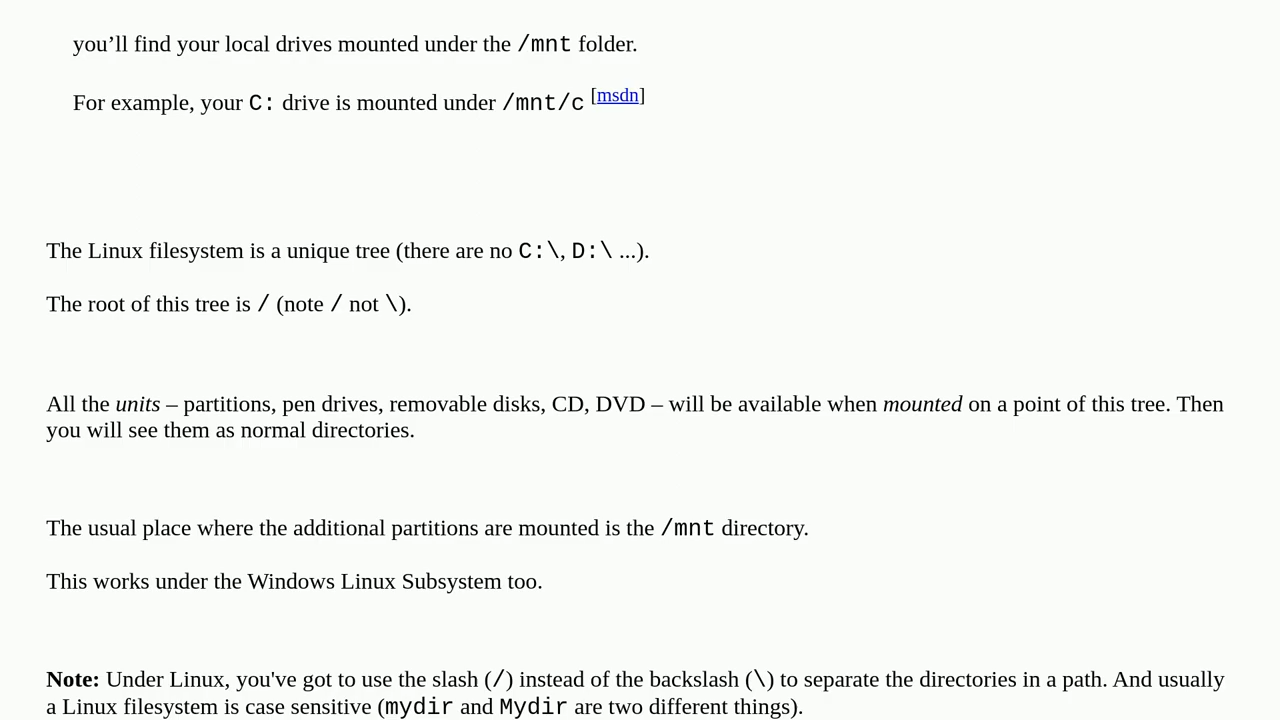 you’ll find your local drives mounted under the /mnt folder.
For example, your C: drive is mounted under /mnt/c [msdn]
The Linux filesystem is a unique tree (there are no C:\, D:\ ...).
The root of this tree is / (note / not \).
All the units – partitions, pen drives, removable disks, CD, DVD – will be available when mounted on a point of this tree. Then
you will see them as normal directories.
The usual place where the additional partitions are mounted is the /mnt directory.
This works under the Windows Linux Subsystem too.
Note: Under Linux, you've got to use the slash (/) instead of the backslash (\) to separate the directories in a path. And usually
a Linux filesystem is case sensitive (mydir and Mydir are two different things).